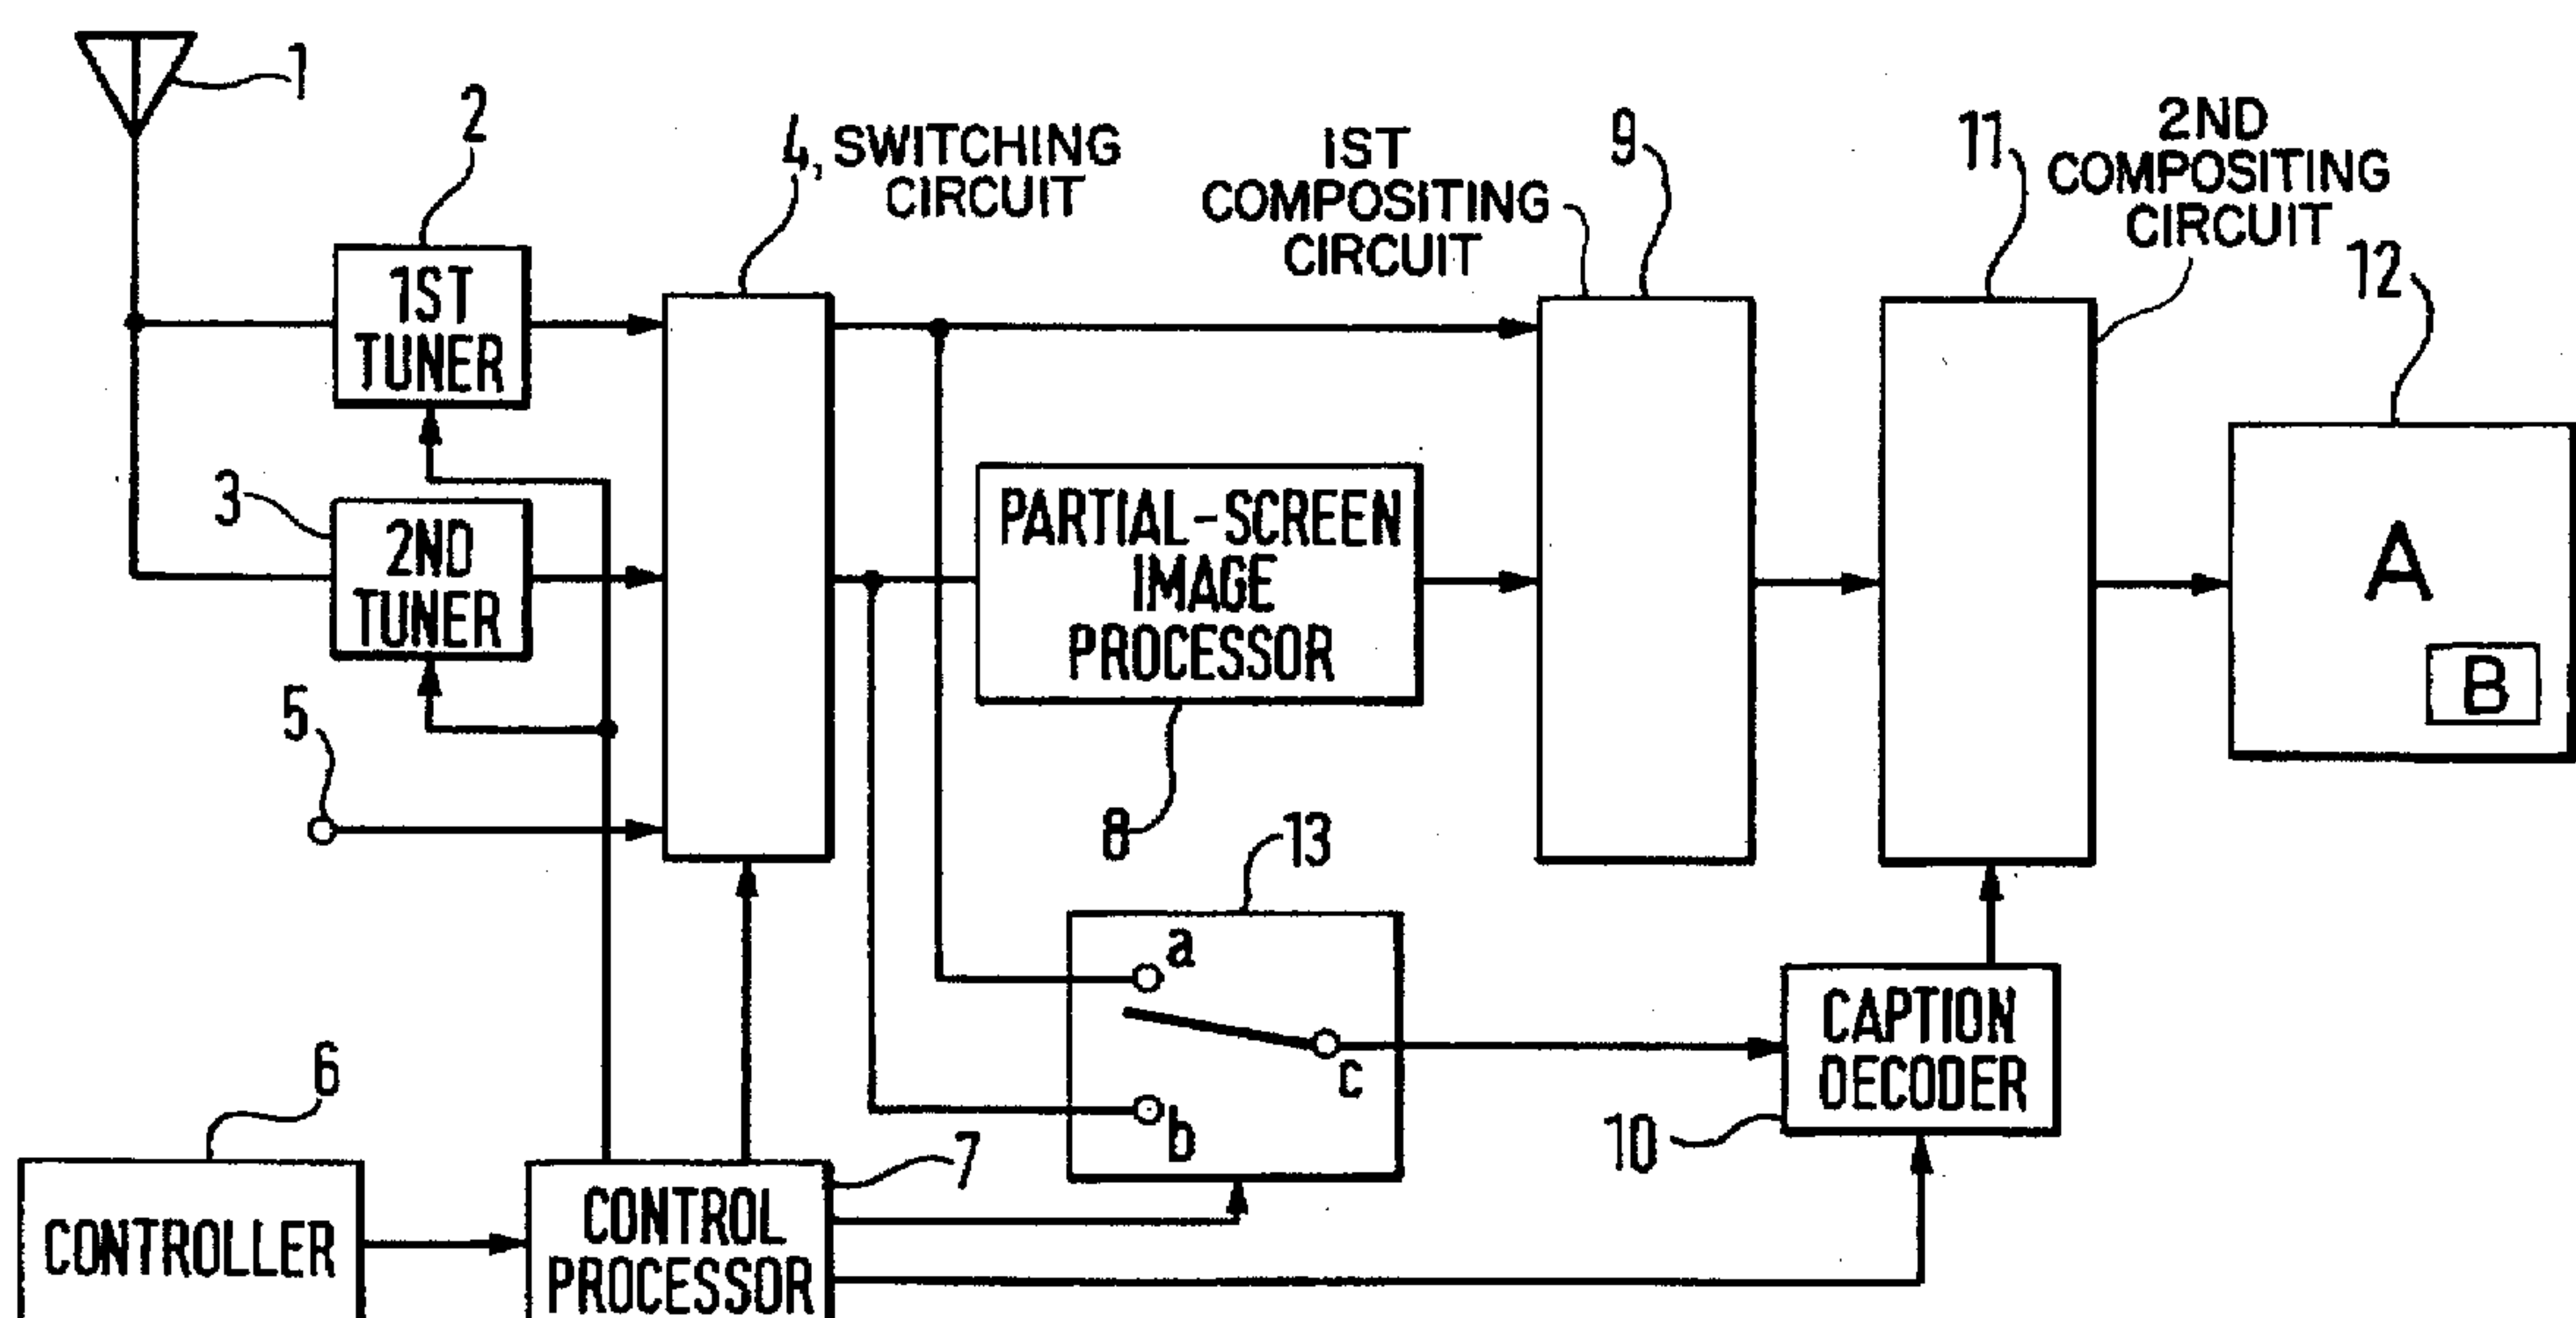 1
2
4, SWITCHING
CIRCUIT
1ST
COMPOSITING
CIRCUIT
9
11
2ND
COMPOSITING
CIRCUIT
12
1ST
TUNER
3
2ND
TUNER
PARTIAL-SCREEN
IMAGE
PROCESSOR
A
B
5
8
13
a
c
b
CAPTION
DECODER
10
6
7
CONTROLLER
CONTROL
PROCESSOR